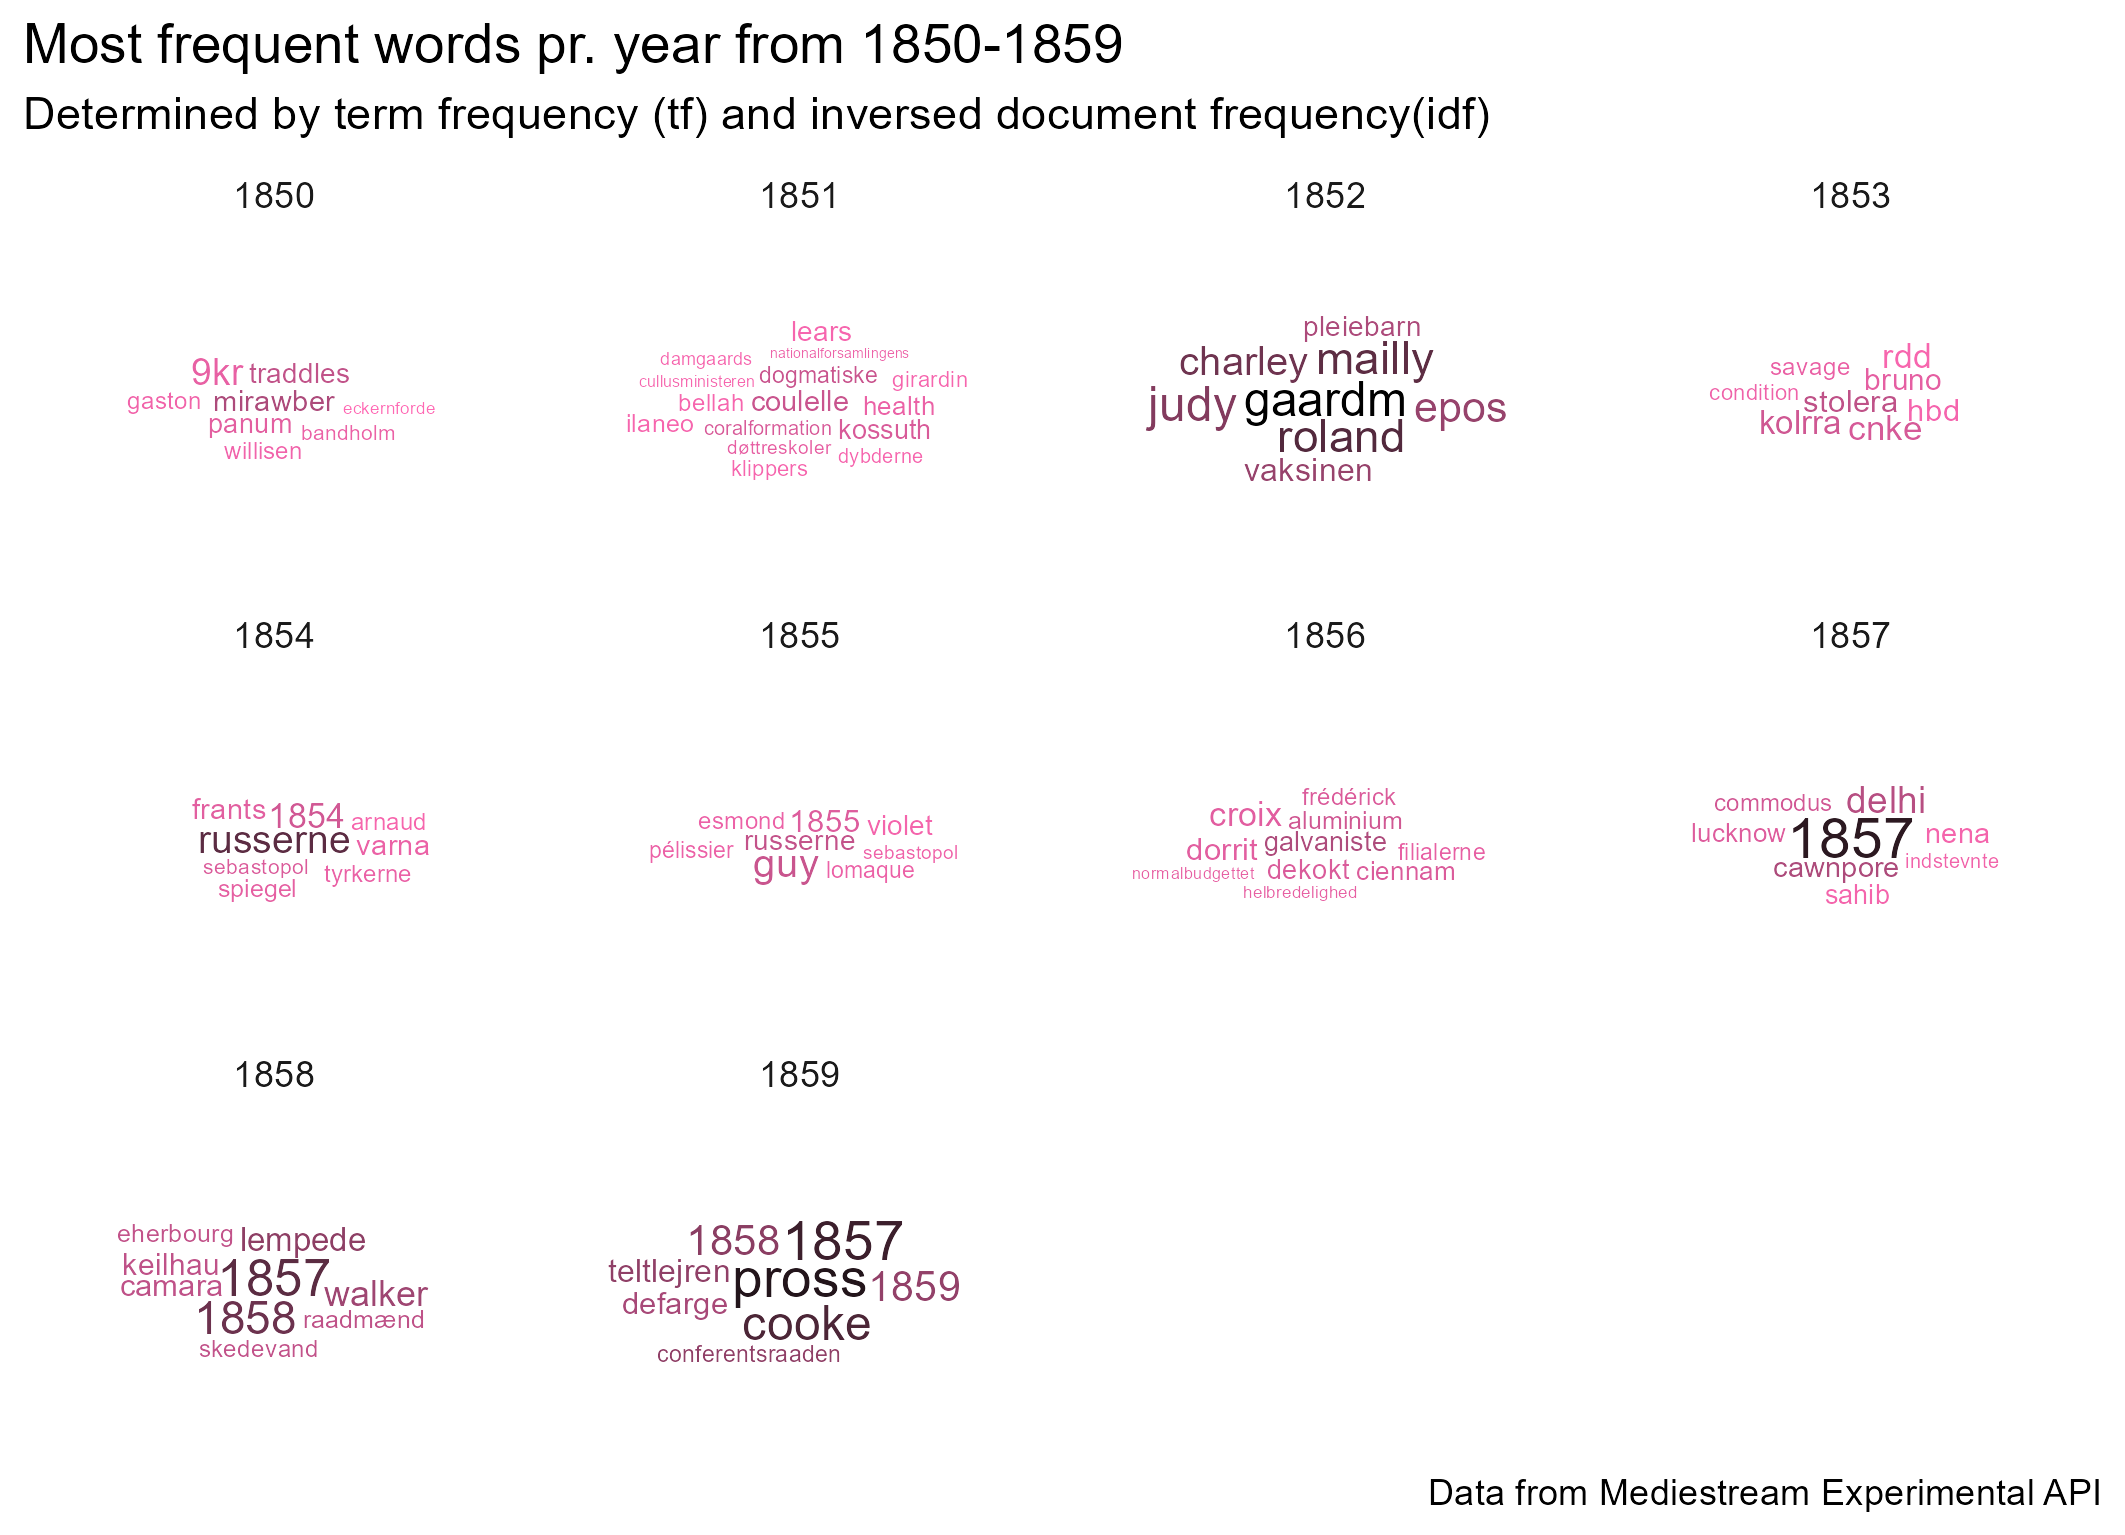 Most frequent words pr. year from 1850-1859
Determined by term frequency (tf) and inversed document frequency(idf)
1850
9kr traddles
gaston mirawber eckernforde
panum bandholm
willisen
1851
lears
damgaards nationalforsamlingens
cullusministeren dogmatiske girardin
bellah coulelle health
ilaneo coralformation kossuth
døttreskoler dybderne
klippers
1852
pleiebarn
charley mailly
judy gaardm epos
roland
vaksinen
1853
savage rdd
condition bruno
stolera hbd
kolrra cnke
1854
frants 1854 arnaud
russerne varna
sebastopol tyrkerne
spiegel
1855
esmond 1855 violet
pélissier russerne sebastopol
guy lomaque
1856
frédérick
croix aluminium
dorrit galvaniste filialerne
normalbudgettet dekokt ciennam
helbredelighed
1857
commodus delhi
lucknow 1857 nena
cawnpore indstevnte
sahib
1858
eherbourg lempede
keilhau 1857
camara walker
1858 raadmænd
skedevand
1859
1858 1857
teltlejren pross 1859
defarge cooke
conferentsraaden
Data from Mediestream Experimental API